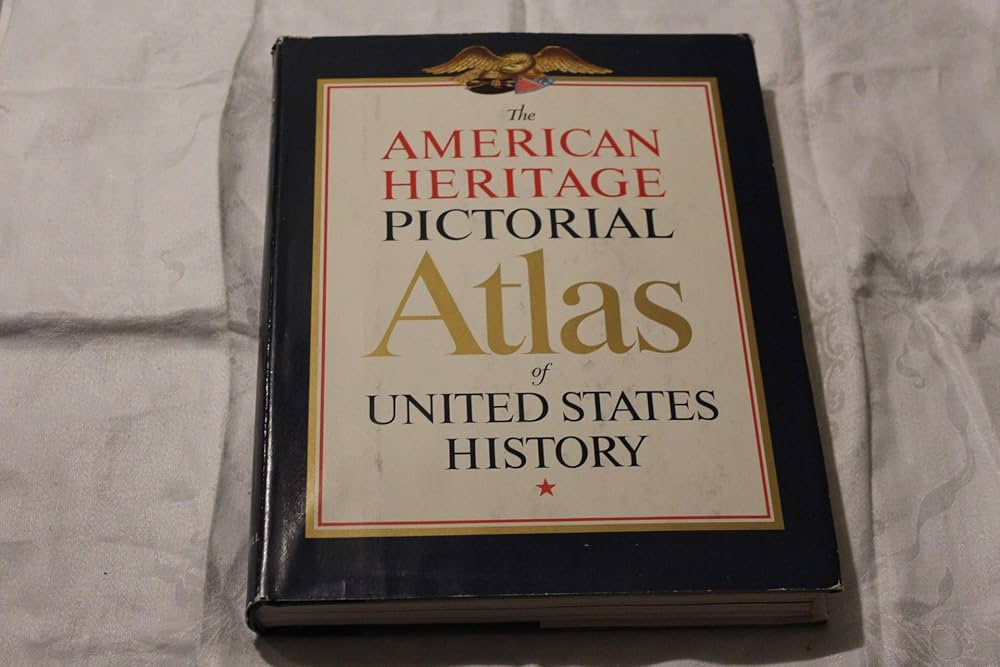 The
AMERICAN
HERITAGE
PICTORIAL
Atlas
of
UNITED STATES
HISTORY